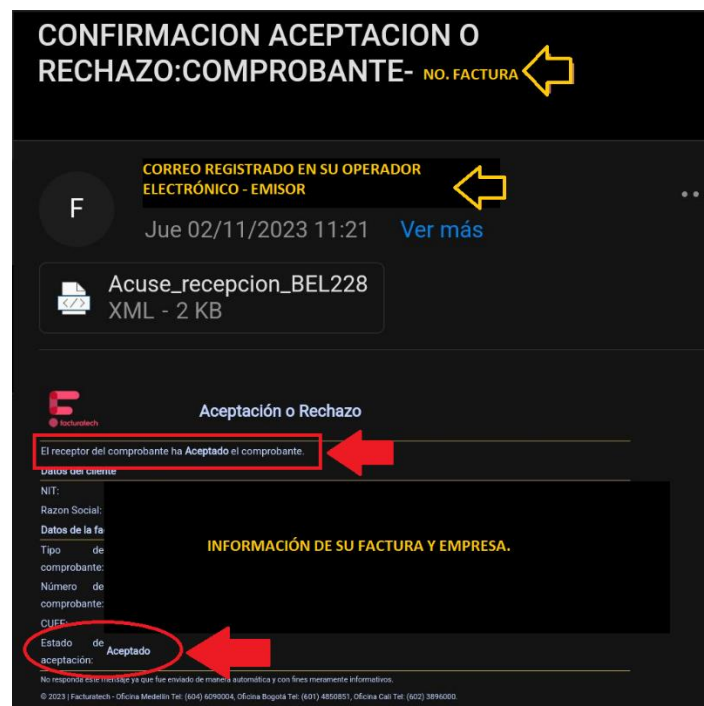 CONFIRMACION ACEPTACION O
RECHAZO:COMPROBANTE- NO. FACTURA
CORREO REGISTRADO EN SU OPERADOR
ELECTRÓNICO - EMISOR
F
Jue 02/11/2023 11:21 Ver más
Acuse_recepcion_BEL228
XML - 2 KB
facturatech
Aceptación o Rechazo
El receptor del comprobante ha Aceptado el comprobante.
Datos del cliente
NIT:
Razon Social:
Datos de la fa
INFORMACIÓN DE SU FACTURA Y EMPRESA.
Tipo de
comprobante:
Número de
comprobante:
CUFE:
Estado de
aceptación: Aceptado
No responda este mensaje ya que fue enviado de manera automática y con fines meramente informativos.
© 2023 | Facturatech - Oficina Medellín Tel: (604) 6090004, Oficina Bogotá Tel: (601) 4850851, Oficina Cali Tel: (602) 3896000.